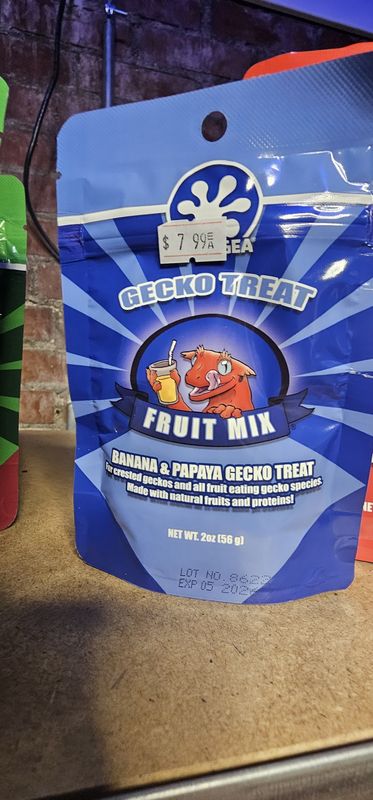 GEA
$ 7.99 EA
GECKO TREAT
FRUIT MIX
BANANA & PAPAYA GECKO TREAT
For crested geckos and all fruit eating gecko species.
Made with natural fruits and proteins!
NET WT. 2oz (56 g)
LOT NO.
EXP 05